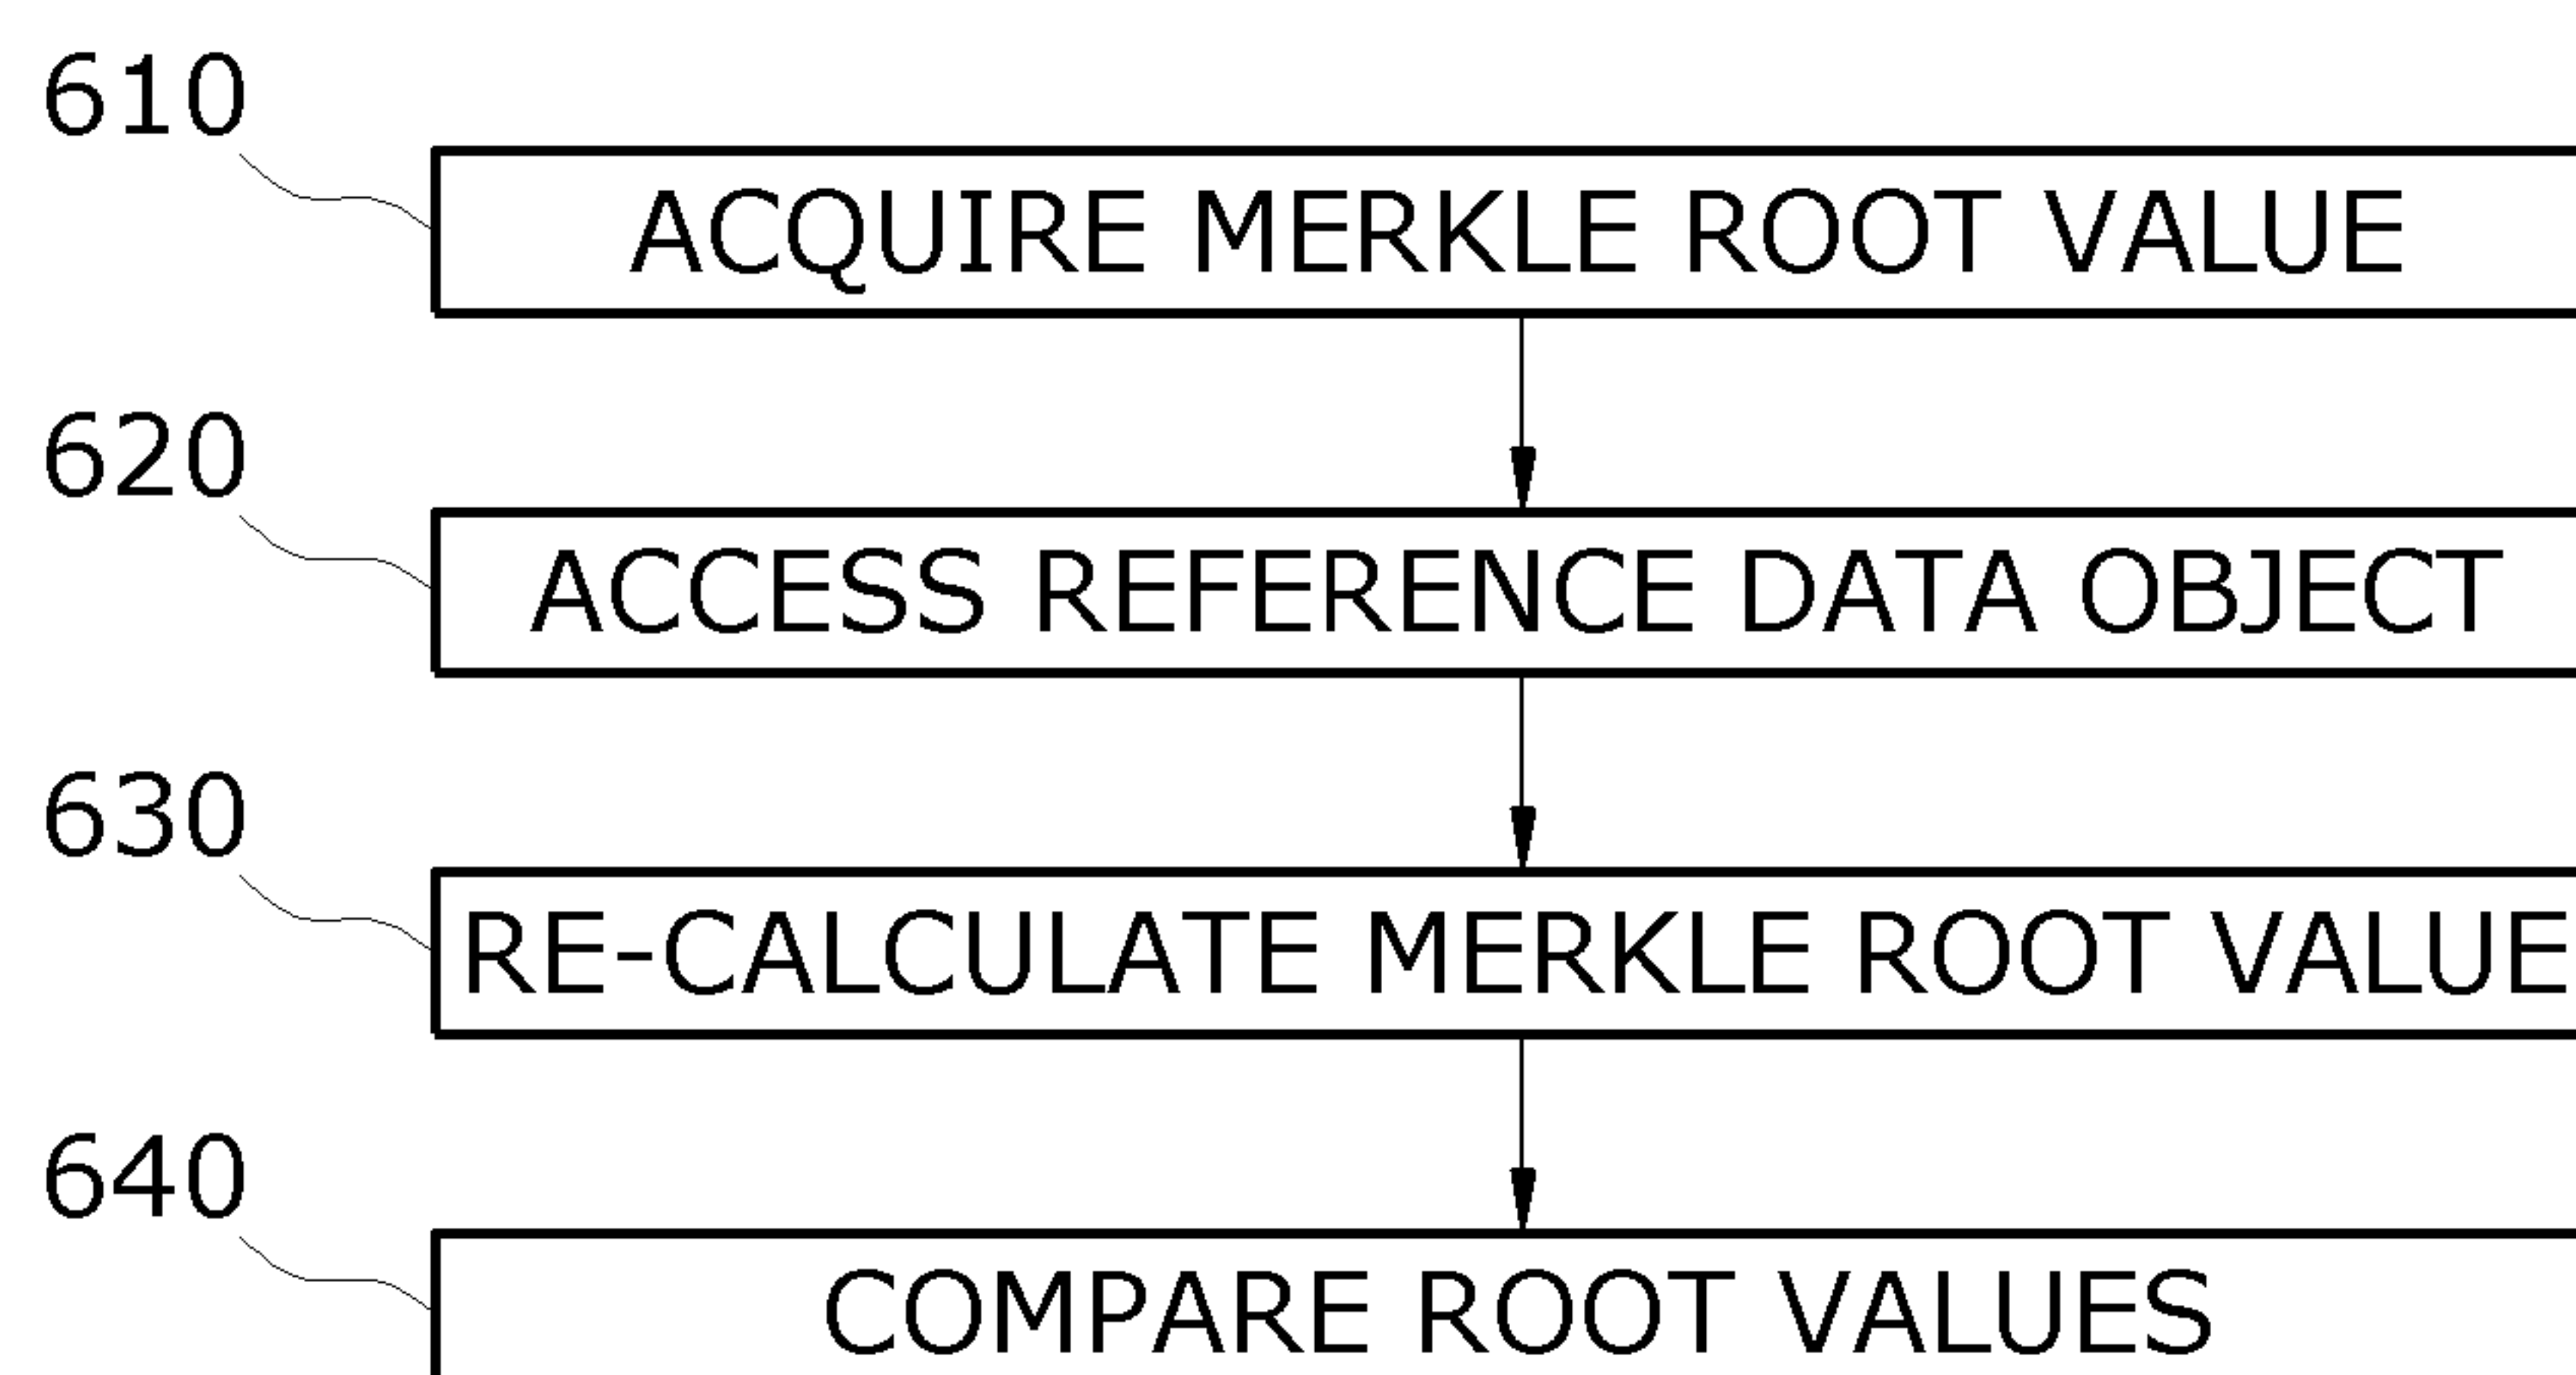 610
ACQUIRE MERKLE ROOT VALUE
620
ACCESS REFERENCE DATA OBJECT
630
RE-CALCULATE MERKLE ROOT VALUE
640
COMPARE ROOT VALUES